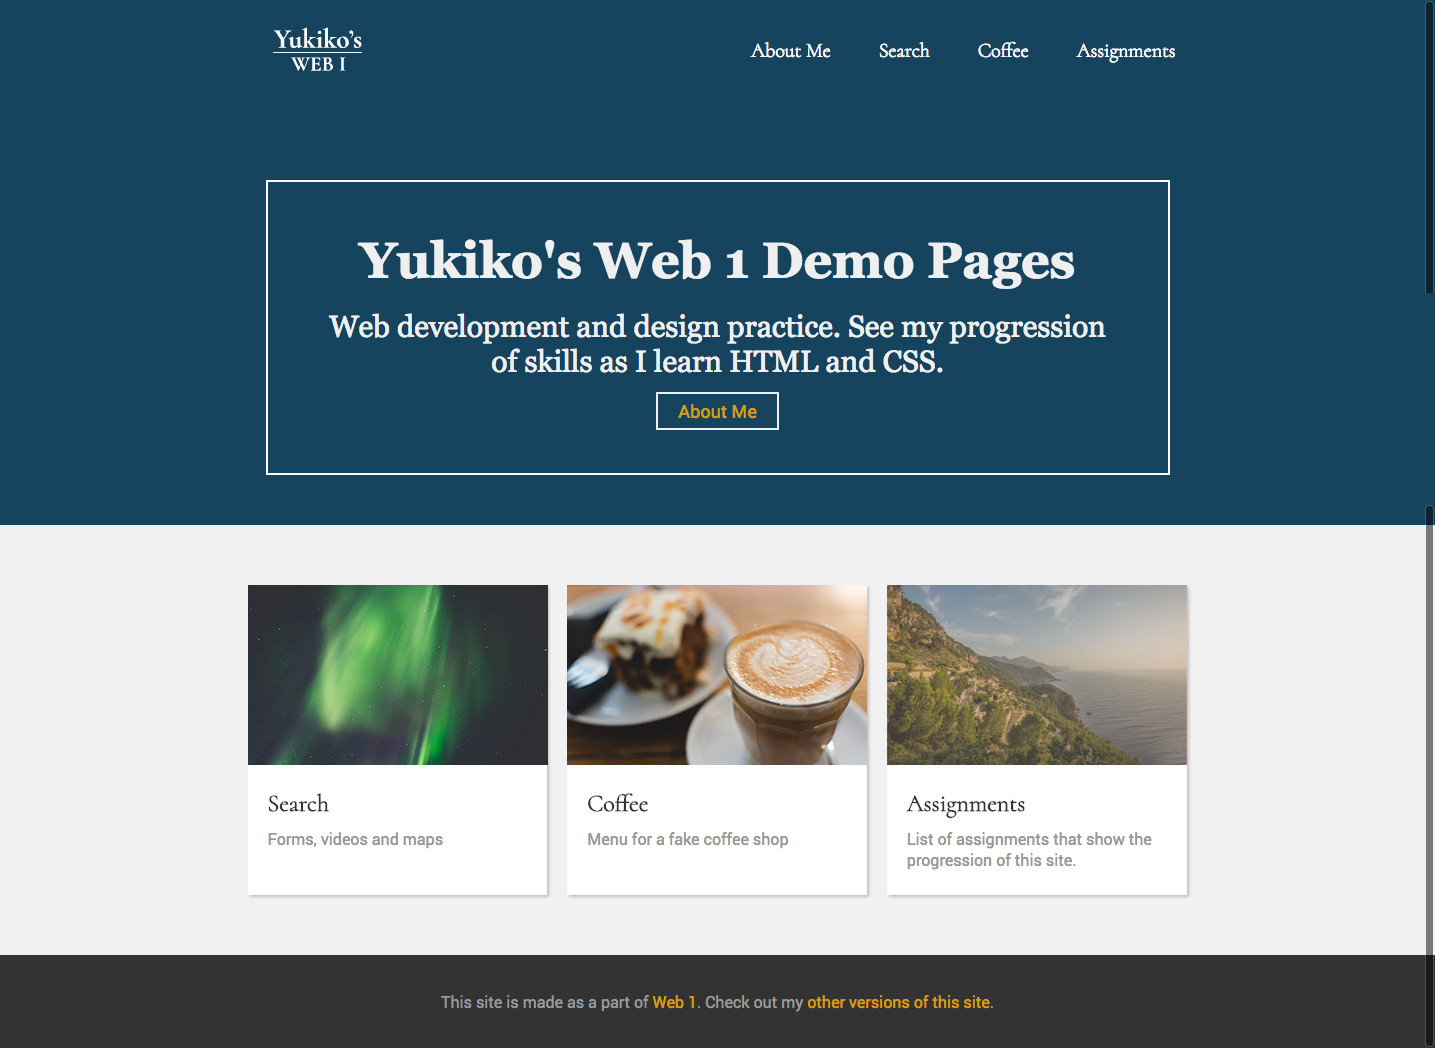 Yukiko's
WEB I
About Me
Search
Coffee
Assignments
Yukiko's Web 1 Demo Pages
Web development and design practice. See my progression
of skills as I learn HTML and CSS.
About Me
Search
Forms, videos and maps
Coffee
Menu for a fake coffee shop
Assignments
List of assignments that show the
progression of this site.
This site is made as a part of Web 1. Check out my other versions of this site.